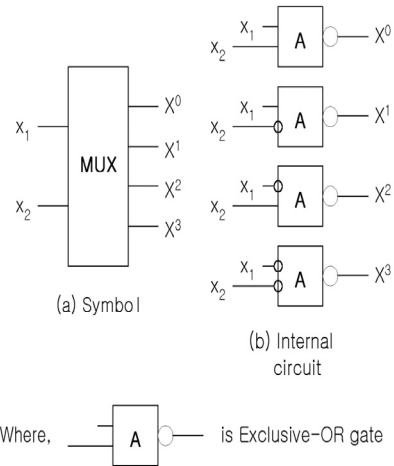 x₁
x₂
MUX
X⁰
X¹
X²
X³
(a) Symbol
x₁
x₂
A
X⁰
x₁
x₂
A
X¹
x₁
x₂
A
X²
x₁
x₂
A
X³
(b) Internal
circuit
Where, A is Exclusive-OR gate